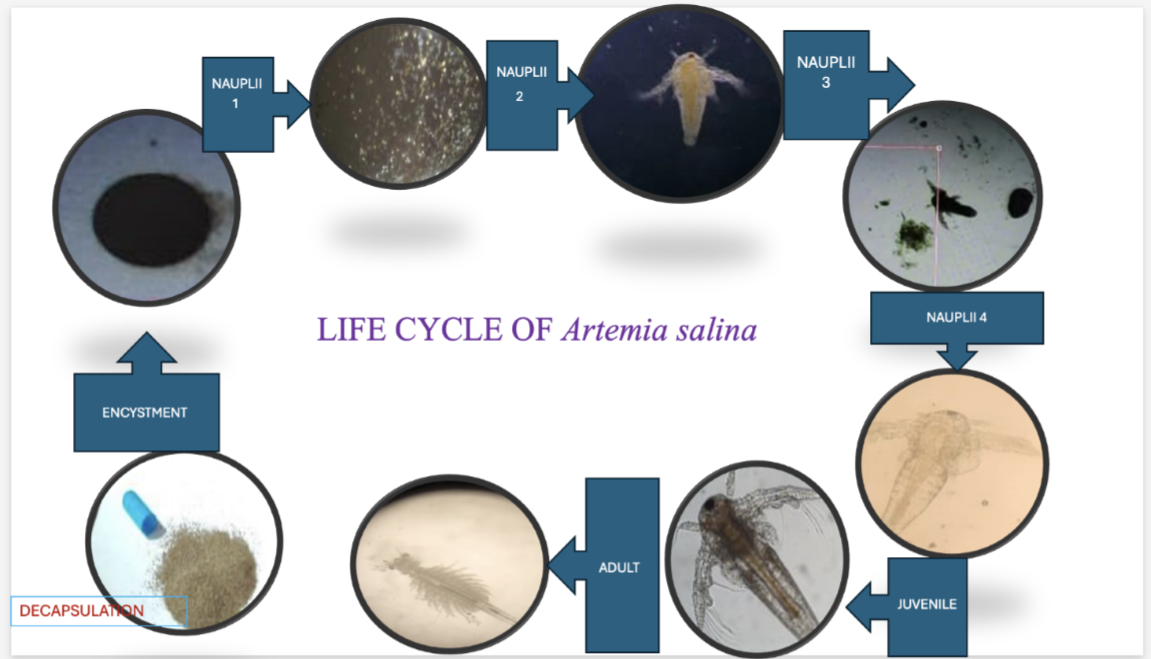 NAUPLII
1
NAUPLII
2
NAUPLII
3
NAUPLII 4
LIFE CYCLE OF Artemia salina
ENCYSTMENT
DECAPSULATION
ADULT
JUVENILE